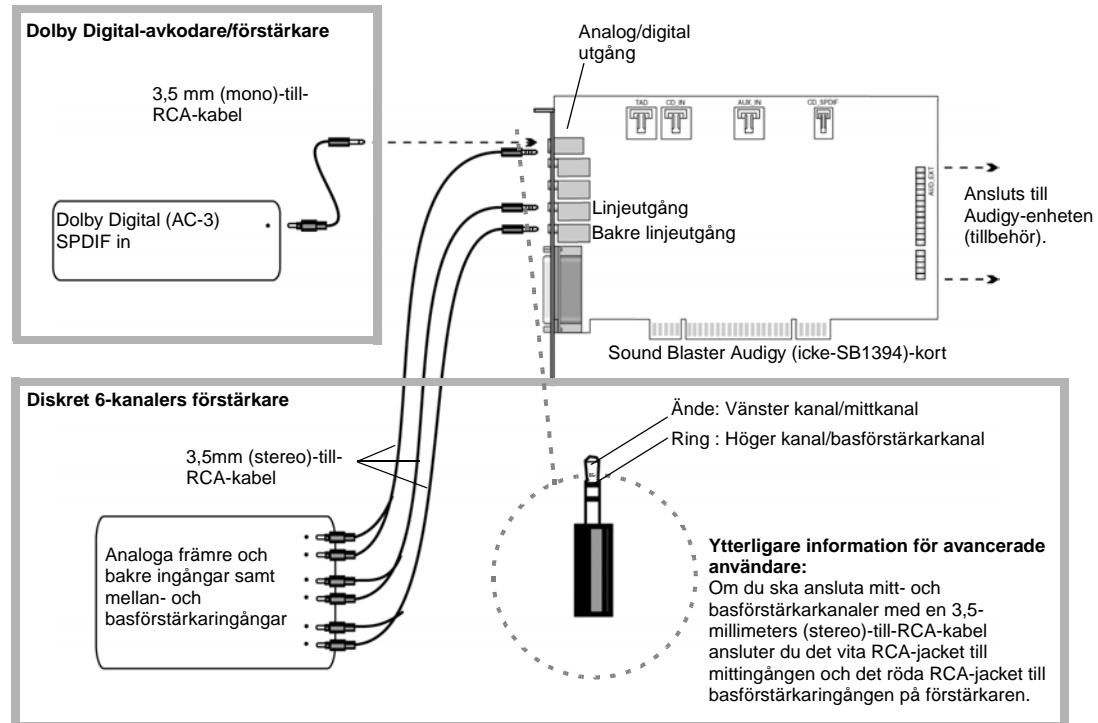 Dolby Digital-avkodare/förstärkare
3,5 mm (mono)-till-
RCA-kabel
Dolby Digital (AC-3)
SPDIF in
Analog/digital
utgång
TAD
CD_IN
AUX_IN
CD_SPDIF
AUD_EXT
Linjeutgång
Bakre linjeutgång
Ansluts till
Audigy-enheten
(tillbehör).
Sound Blaster Audigy (icke-SB1394)-kort
Diskret 6-kanalers förstärkare
3,5mm (stereo)-till-
RCA-kabel
Analoga främre och
bakre ingångar samt
mellan- och
basförstärkaringångar
Ände: Vänster kanal/mittkanal
Ring : Höger kanal/basförstärkarkanal
Ytterligare information för avancerade
användare:
Om du ska ansluta mitt- och
basförstärkarkanaler med en 3,5-
millimeters (stereo)-till-RCA-kabel
ansluter du det vita RCA-jacket till
mittingången och det röda RCA-jacket till
basförstärkaringången på förstärkaren.